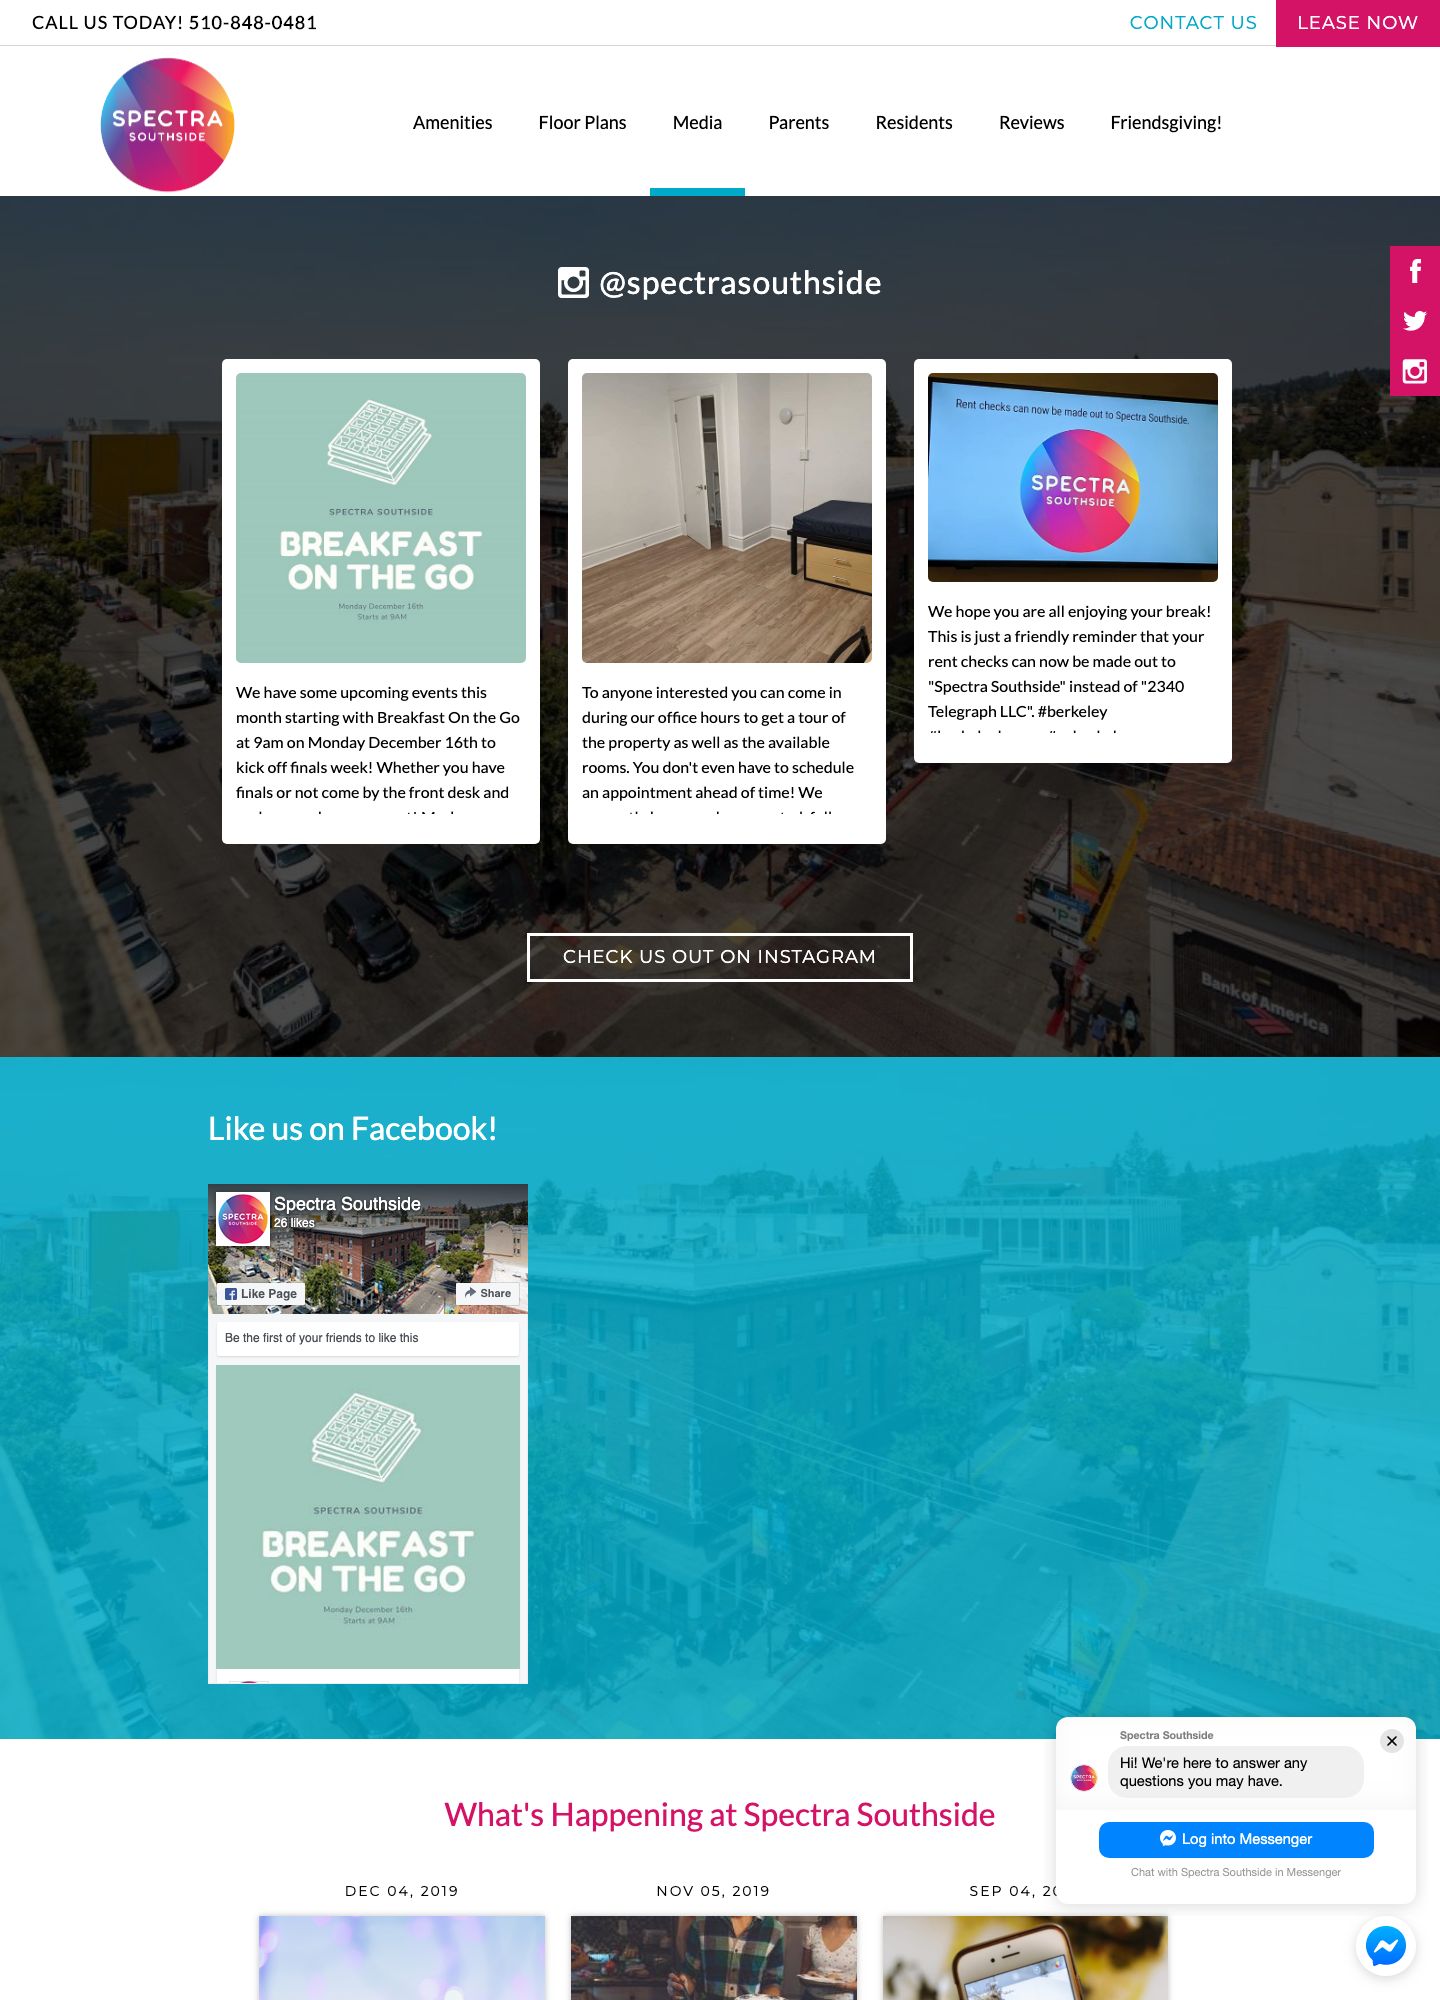 CALL US TODAY! 510-848-0481
CONTACT US
LEASE NOW
SPECTRA
SOUTHSIDE
Amenities
Floor Plans
Media
Parents
Residents
Reviews
Friendsgiving!
@spectrasouthside
SPECTRA SOUTHSIDE
BREAKFAST
ON THE GO
Monday December 16th
Starts at 9AM
We have some upcoming events this
month starting with Breakfast On the Go
at 9am on Monday December 16th to
kick off finals week! Whether you have
finals or not come by the front desk and
To anyone interested you can come in
during our office hours to get a tour of
the property as well as the available
rooms. You don't even have to schedule
an appointment ahead of time! We
Rent checks can now be made out to Spectra Southside.
SPECTRA
SOUTHSIDE
We hope you are all enjoying your break!
This is just a friendly reminder that your
rent checks can now be made out to
"Spectra Southside" instead of "2340
Telegraph LLC". #berkeley
CHECK US OUT ON INSTAGRAM
Bank of America
Like us on Facebook!
SPECTRA
SOUTHSIDE
Spectra Southside
26 likes
Like Page
Share
Be the first of your friends to like this
SPECTRA SOUTHSIDE
BREAKFAST
ON THE GO
Monday December 16th
Starts at 9AM
Spectra Southside
Hi! We're here to answer any
questions you may have.
SPECTRA
Log into Messenger
Chat with Spectra Southside in Messenger
What's Happening at Spectra Southside
DEC 04, 2019
NOV 05, 2019
SEP 04,